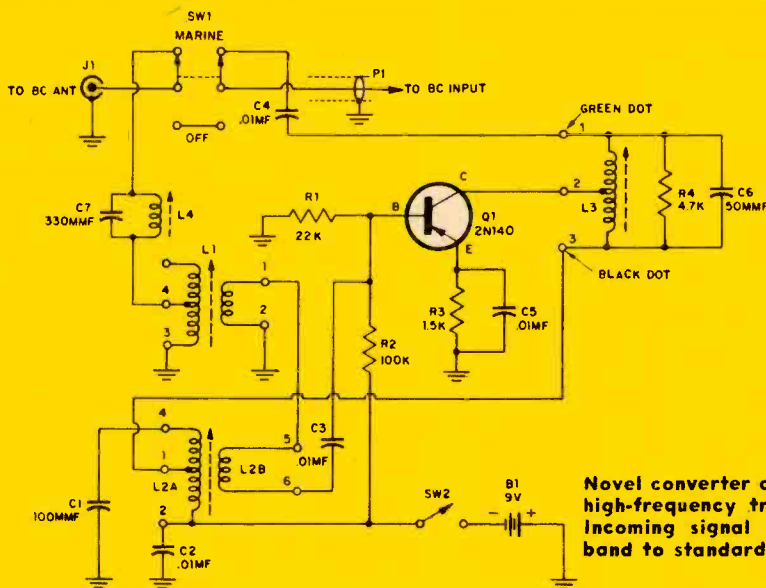 SW1
MARINE
J1
TO BC ANT
P1
TO BC INPUT
C4
.01MF
OFF
GREEN DOT
1
C7
330MMF
L4
R1
22K
B
C
E
Q1
2N140
2
L3
R4
4.7K
C6
50MMF
3
BLACK DOT
L1
4
3
1
2
R3
1.5K
C5
.01MF
R2
100K
4
1
L2A
2
L2B
5
6
C3
.01MF
C1
100MMF
C2
.01MF
SW2
B1
9V
- +
Novel converter
high-frequency
Incoming signal
band to standard